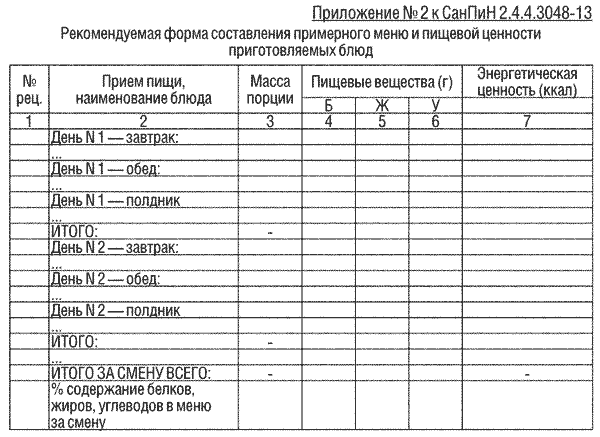 Приложение № 2 к СанПиН 2.4.4.3048-13
Рекомендуемая форма составления примерного меню и пищевой ценности
приготовляемых блюд
№ рец. Прием пищи, наименование блюда Масса порции Пищевые вещества (г) Энергетическая ценность (ккал)
Б Ж У
1 2 3 4 5 6 7
День N 1 — завтрак:
...
День N 1 — обед:
...
День N 1 — полдник
...
ИТОГО: -
День N 2 — завтрак:
...
День N 2 — обед:
...
День N 2 — полдник
...
ИТОГО: -
...
ИТОГО ЗА СМЕНУ ВСЕГО: - -
% содержание белков,
жиров, углеводов в меню
за смену